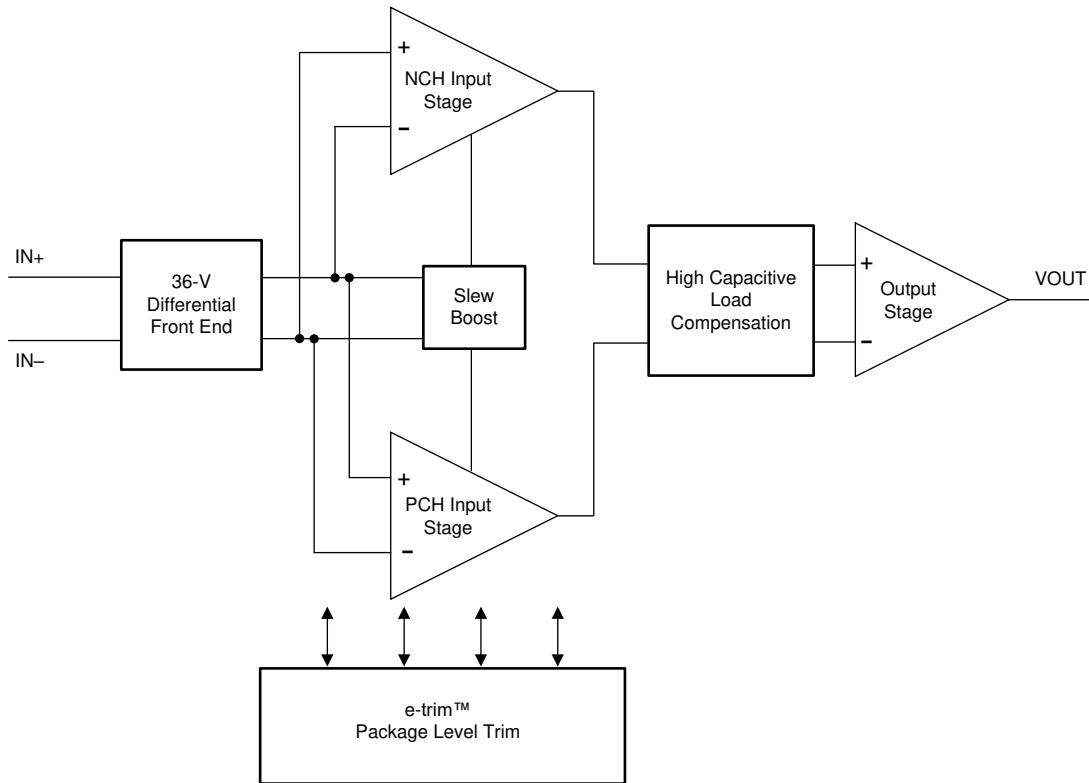 +
NCH Input
Stage
–
IN+
IN–
36-V
Differential
Front End
Slew
Boost
High Capacitive
Load
Compensation
+
Output
Stage
–
VOUT
+
PCH Input
Stage
–
e-trim™
Package Level Trim